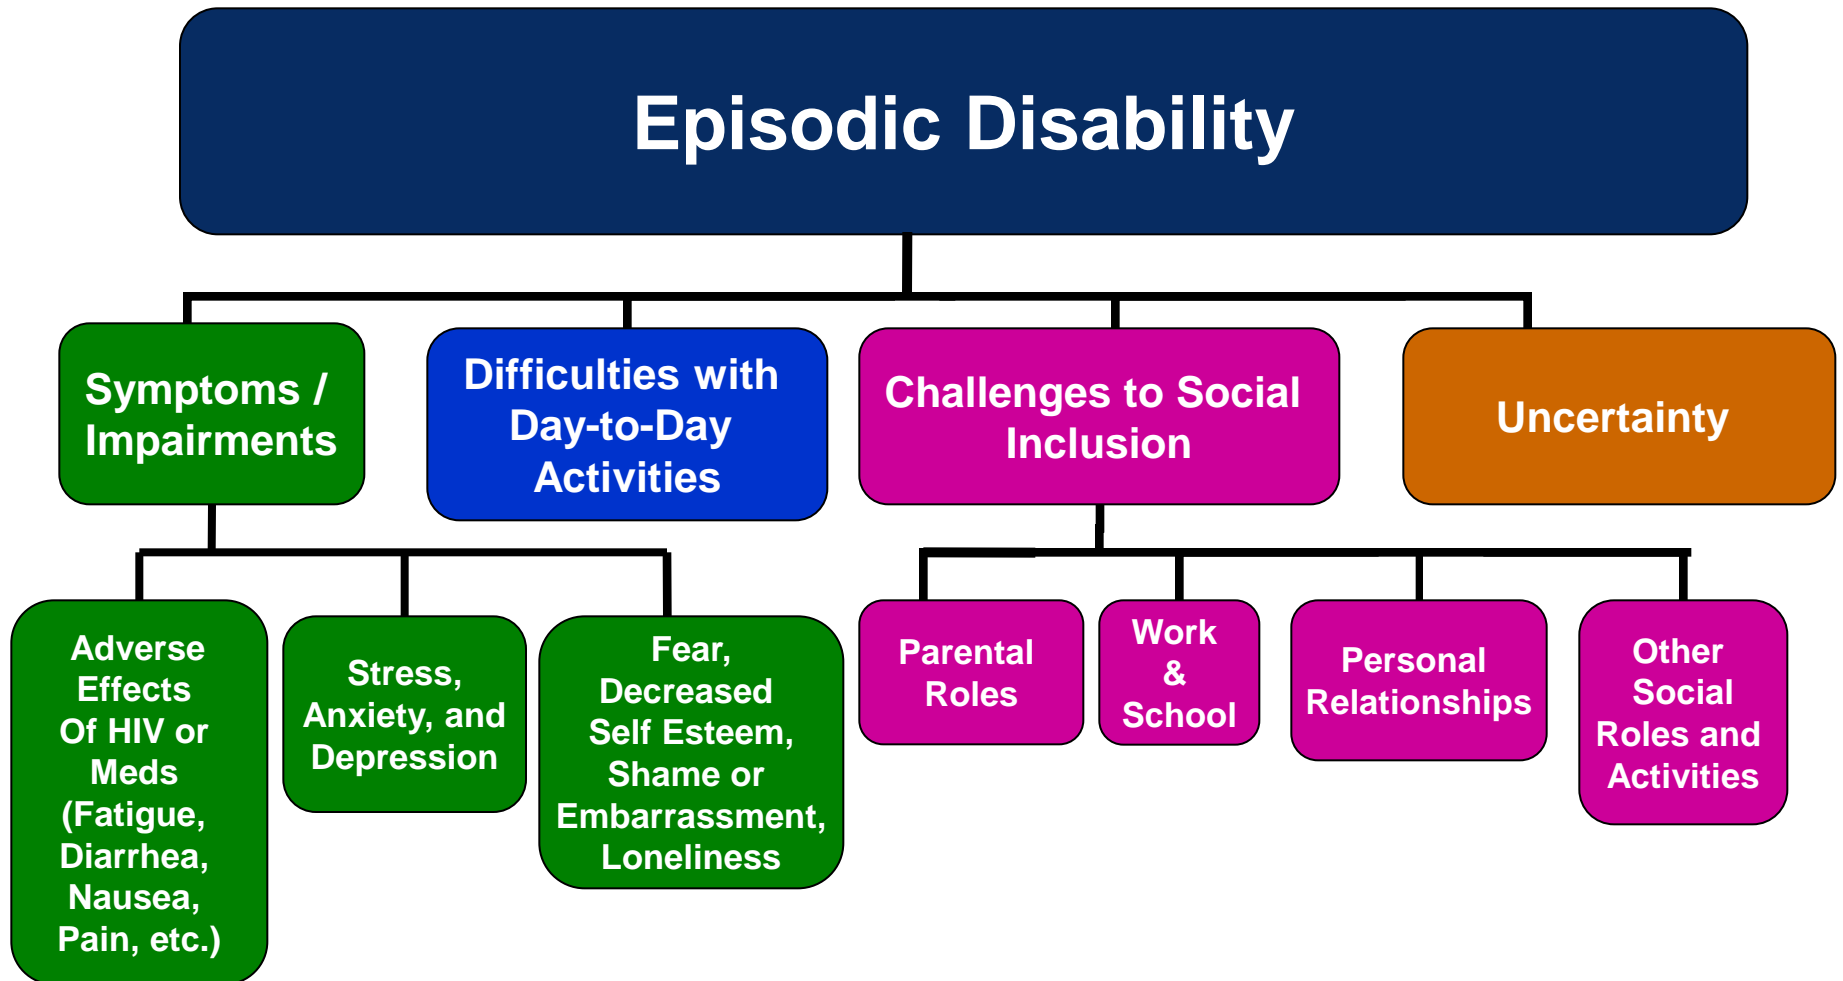 Episodic Disability
Symptoms /
Impairments
Difficulties with
Day-to-Day
Activities
Challenges to Social
Inclusion
Uncertainty
Adverse
Effects
Of HIV or
Meds
(Fatigue,
Diarrhea,
Nausea,
Pain, etc.)
Stress,
Anxiety, and
Depression
Fear,
Decreased
Self Esteem,
Shame or
Embarrassment,
Loneliness
Parental
Roles
Work
&
School
Personal
Relationships
Other
Social
Roles and
Activities